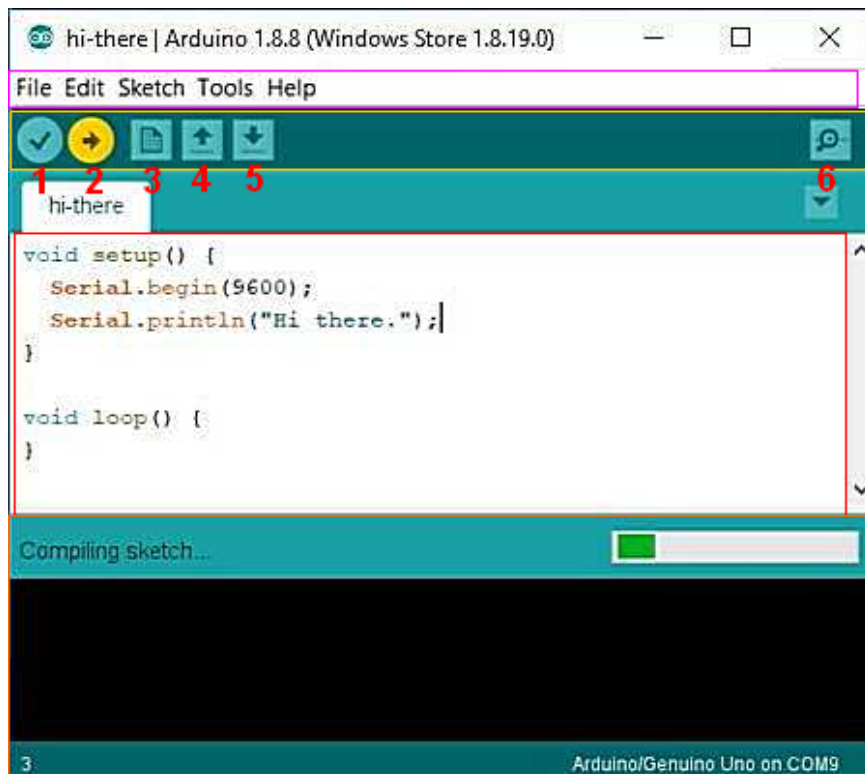 hi-there | Arduino 1.8.8 (Windows Store 1.8.19.0)
File Edit Sketch Tools Help
1 2 3 4 5 6
hi-there
void setup() {
  Serial.begin(9600);
  Serial.println("Hi there.");
}
void loop() {
}
Compiling sketch...
3 Arduino/Genuino Uno on COM9